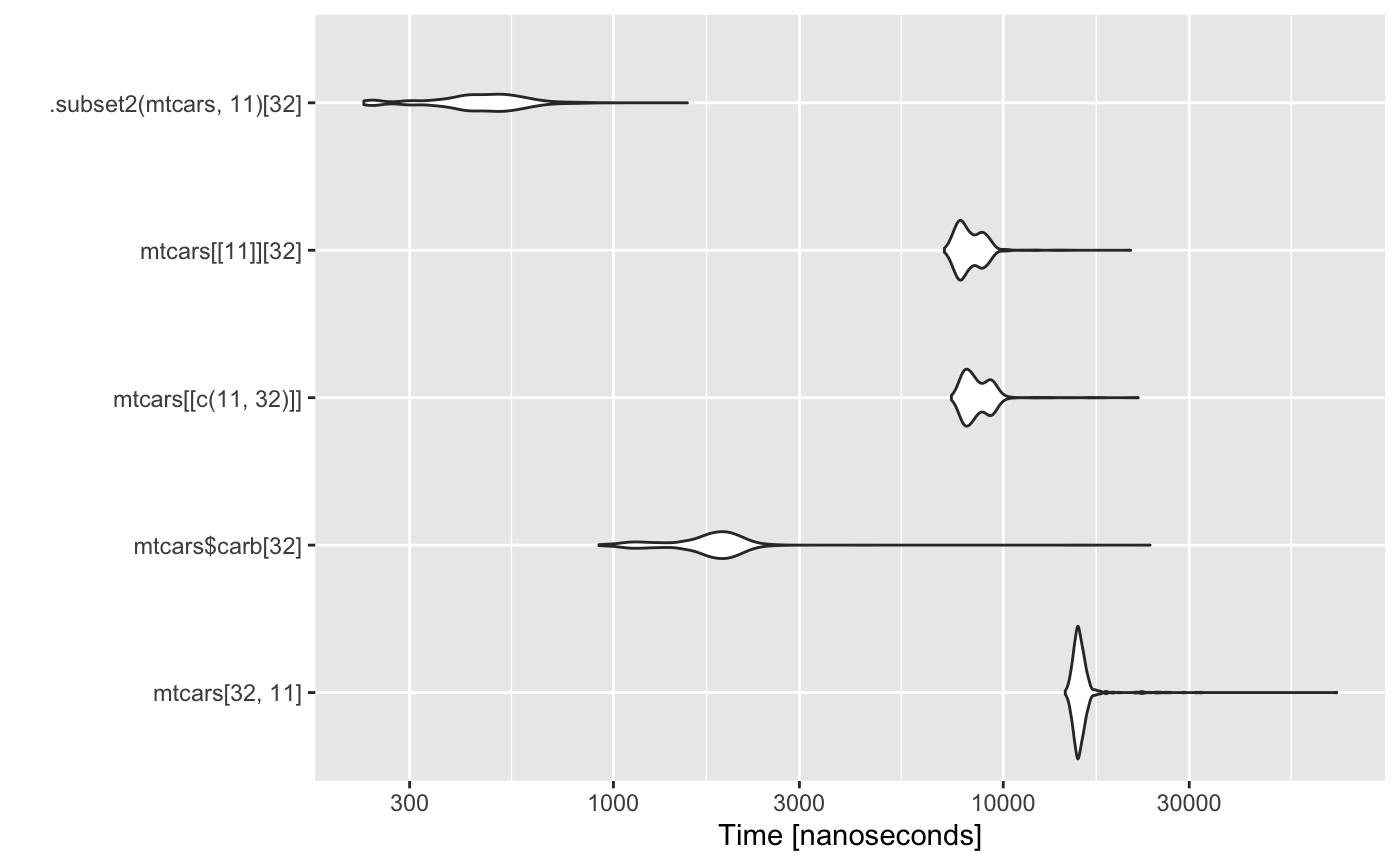 .subset2(mtcars, 11)[32]
mtcars[[11]][32]
mtcars[[c(11, 32)]]
mtcars$carb[32]
mtcars[32, 11]
300 1000 3000 10000 30000
Time [nanoseconds]